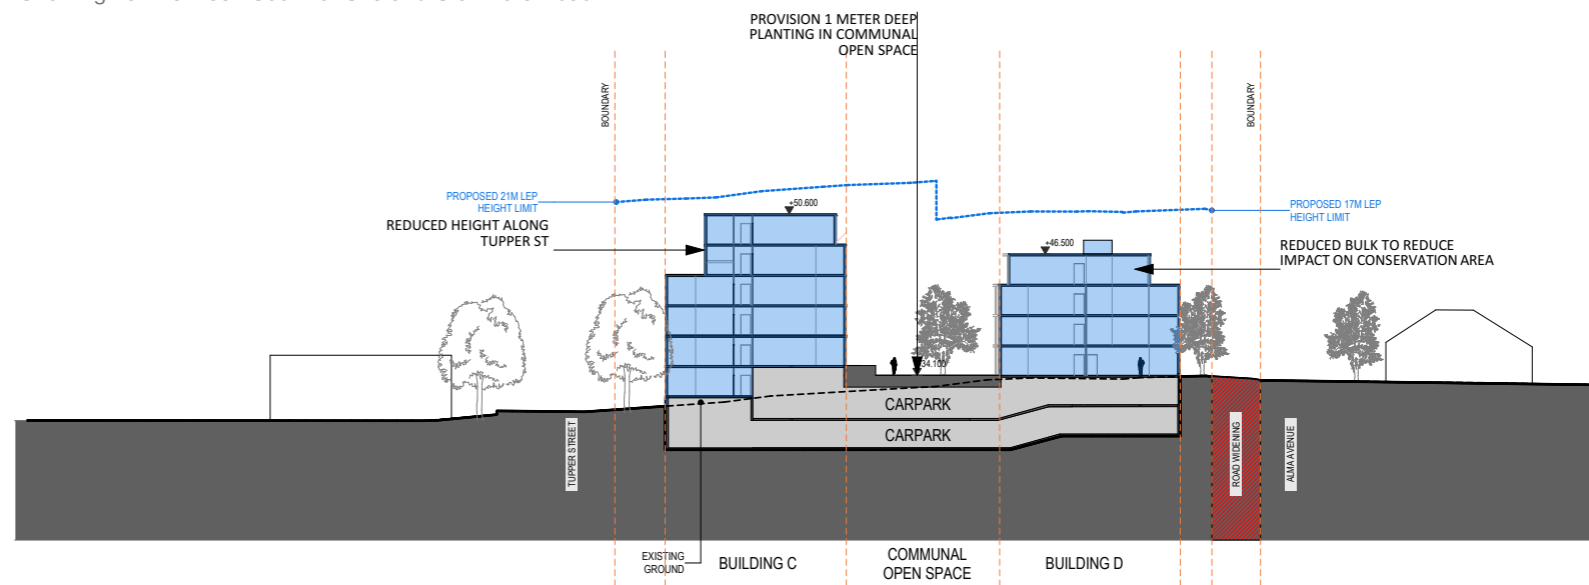 PROVISION 1 METER DEEP
PLANTING IN COMMUNAL
OPEN SPACE
BOUNDARY
BOUNDARY
PROPOSED 21M LEP
HEIGHT LIMIT
REDUCED HEIGHT ALONG
TUPPER ST
+50.600
PROPOSED 17M LEP
HEIGHT LIMIT
+46.500
REDUCED BULK TO REDUCE
IMPACT ON CONSERVATION AREA
34.100
CARPARK
CARPARK
TUPPER STREET
ROAD WIDENING
ALMA AVENUE
EXISTING
GROUND
BUILDING C
COMMUNAL
OPEN SPACE
BUILDING D